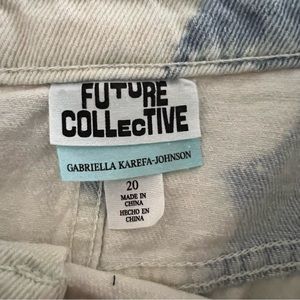 FUTURE
COLLECTIVE
GABRIELLA KAREFA-JOHNSON
20
MADE IN
CHINA
HECHO EN
CHINA